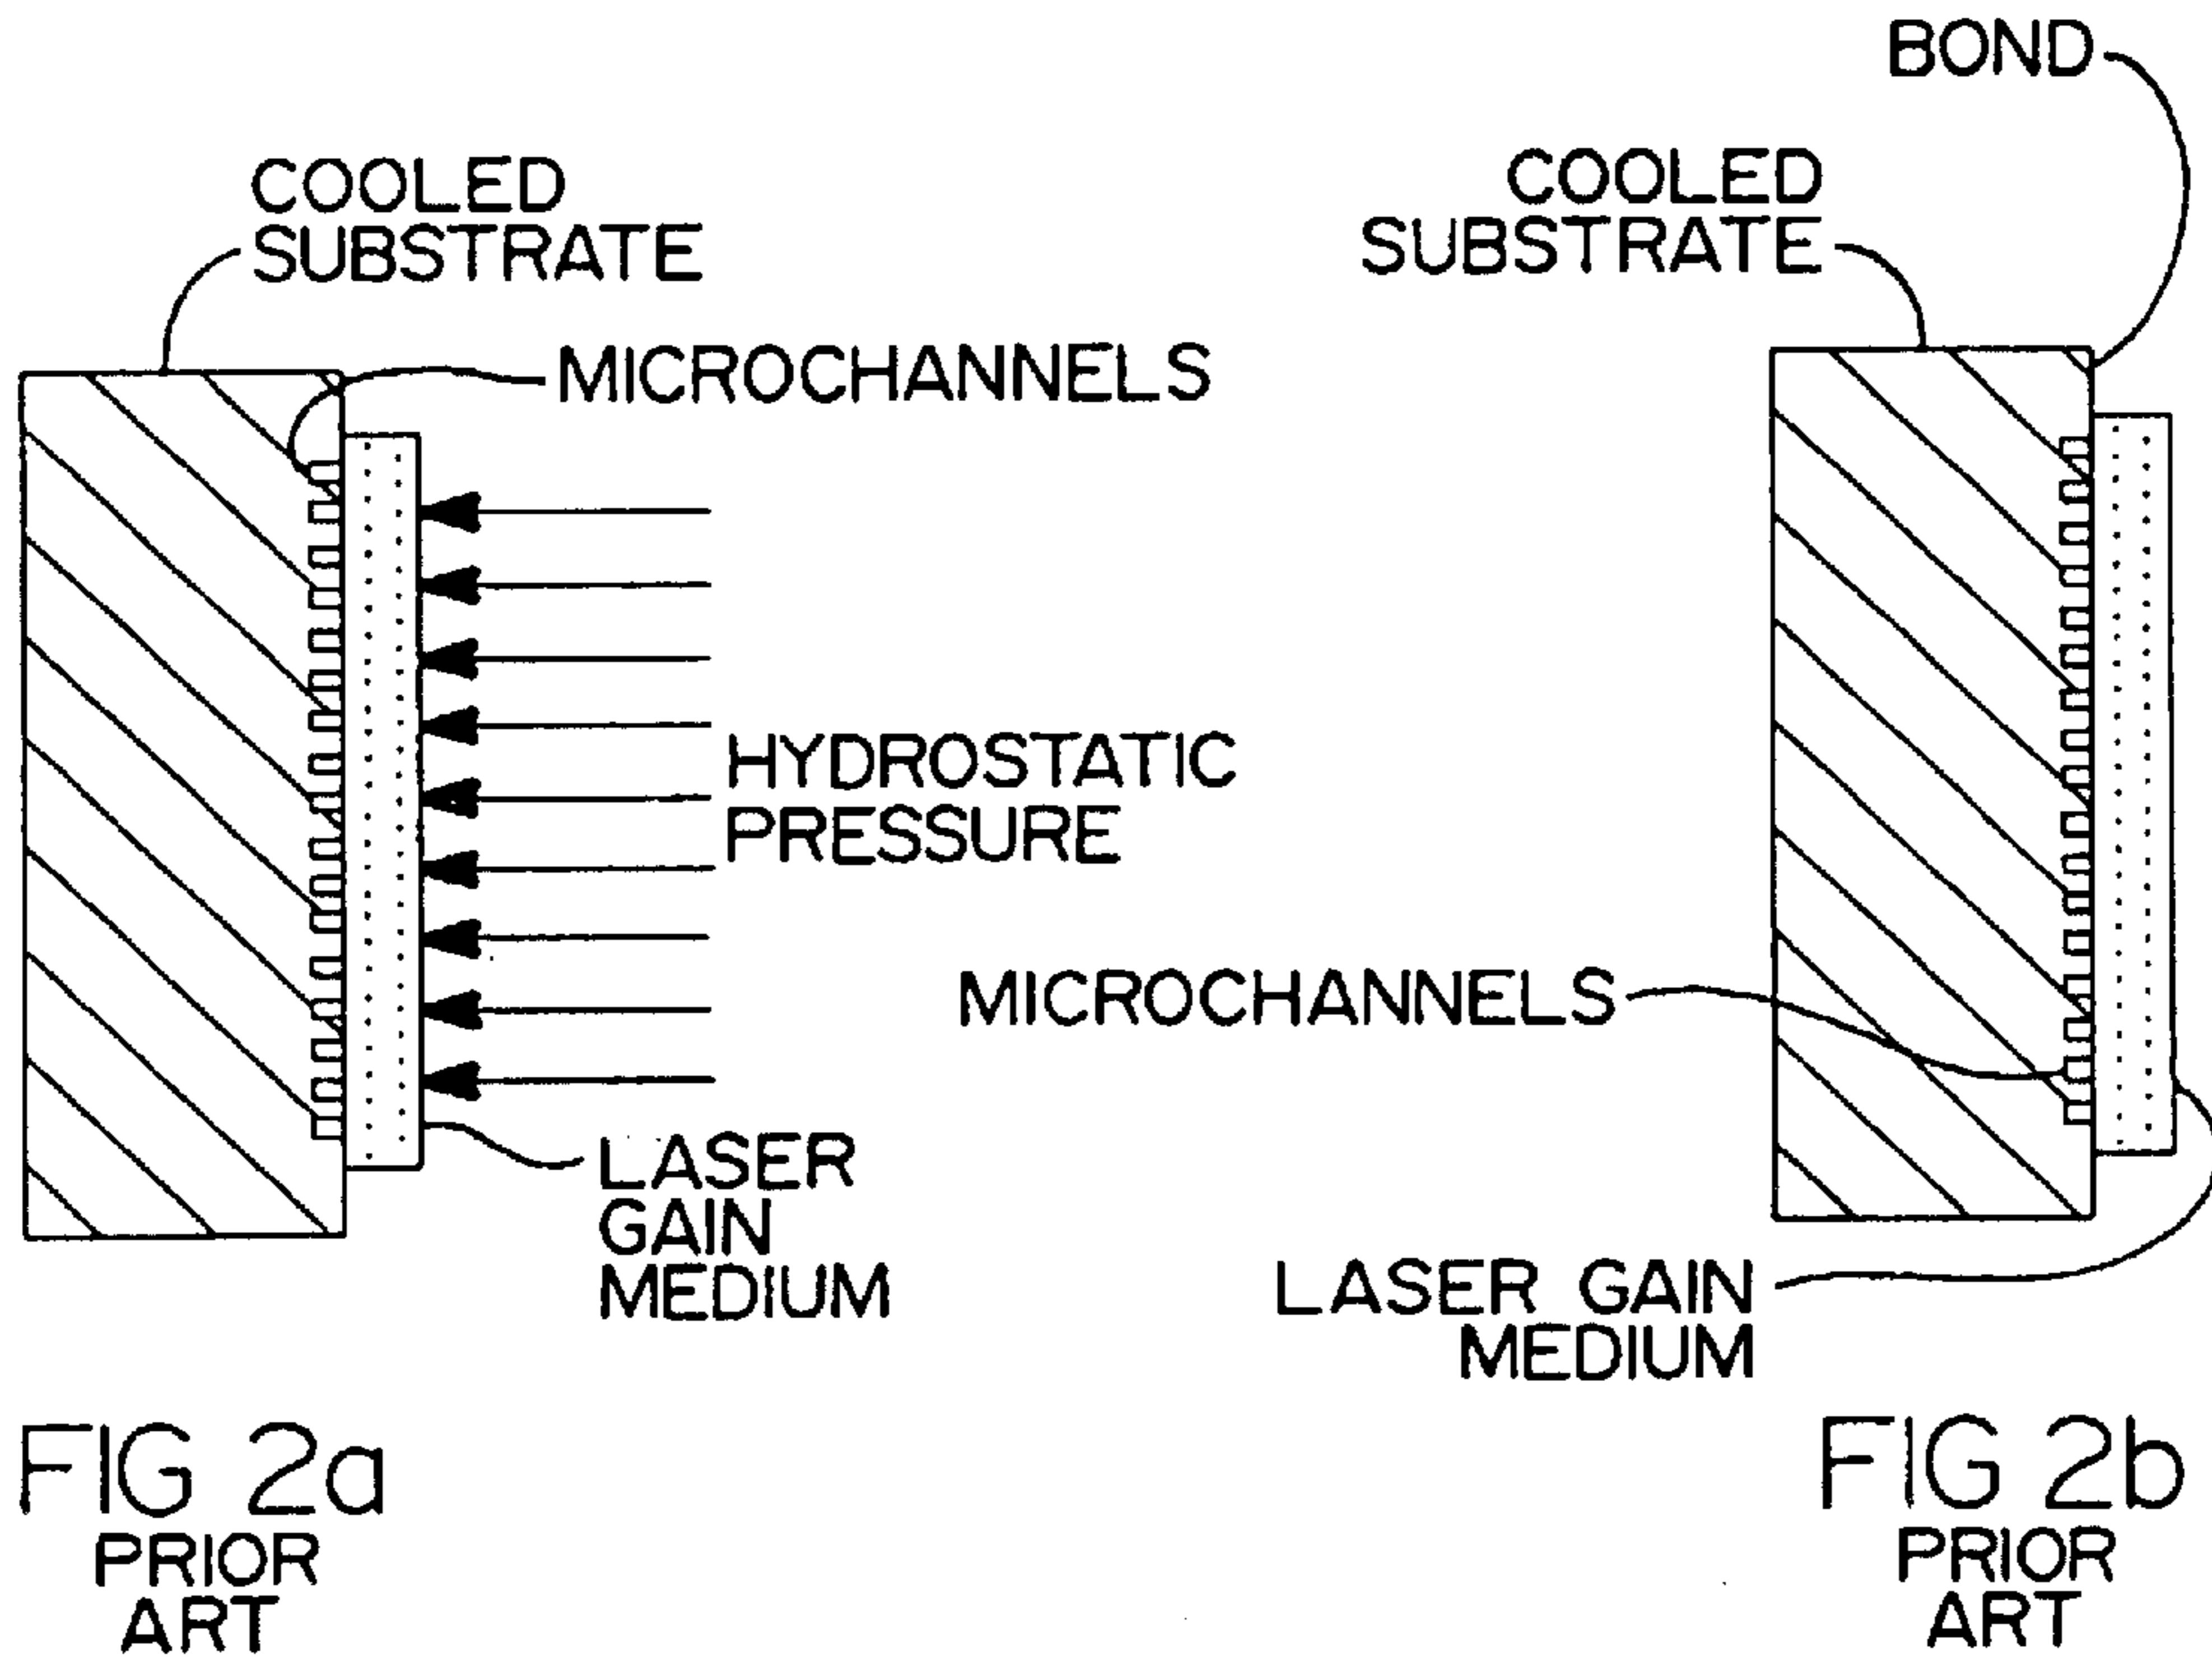 BOND
COOLED
SUBSTRATE
MICROCHANNELS
HYDROSTATIC
PRESSURE
LASER
GAIN
MEDIUM
FIG 2a
PRIOR
ART
COOLED
SUBSTRATE
MICROCHANNELS
LASER GAIN
MEDIUM
FIG 2b
PRIOR
ART